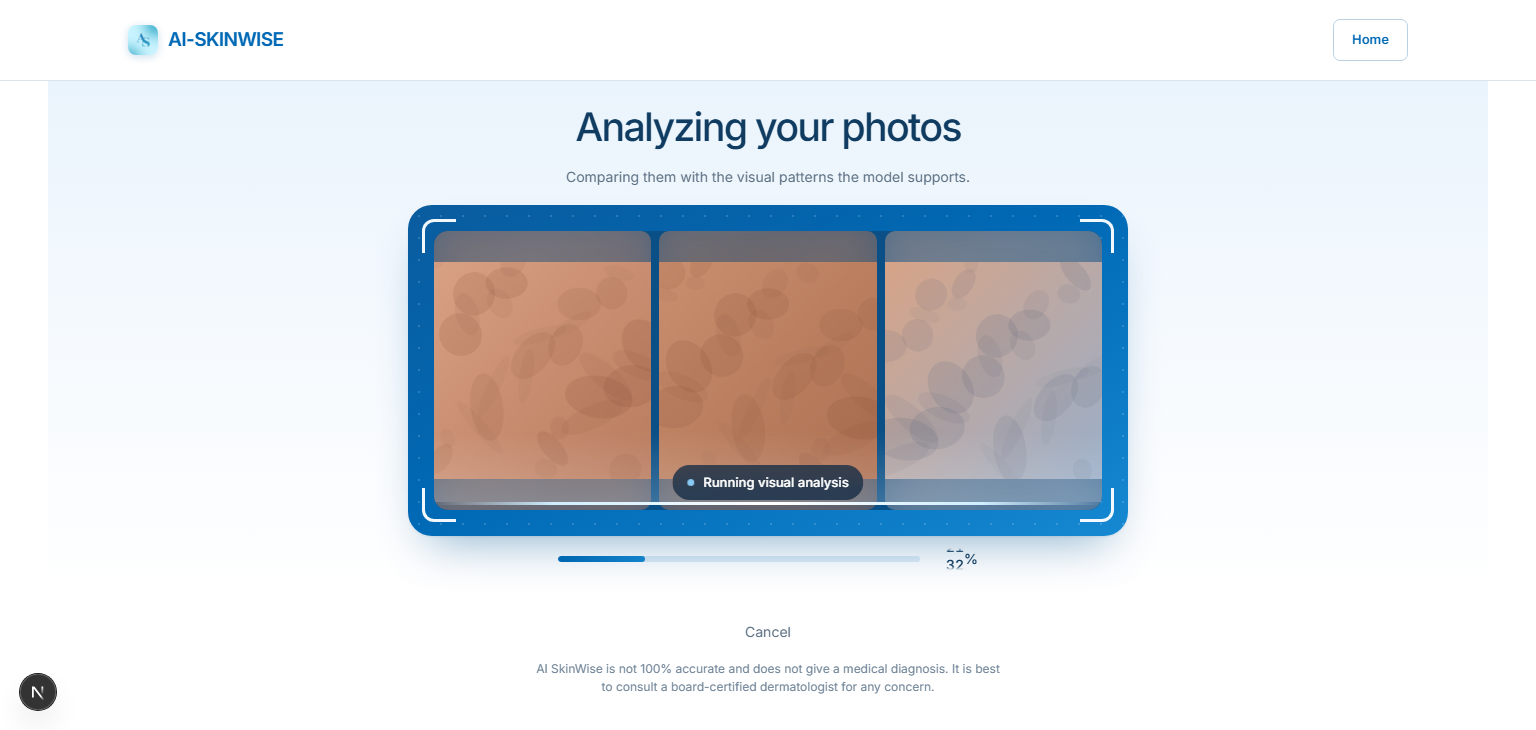 AI-SKINWISE
Home
Analyzing your photos
Comparing them with the visual patterns the model supports.
Running visual analysis
32%
Cancel
AI SkinWise is not 100% accurate and does not give a medical diagnosis. It is best
to consult a board-certified dermatologist for any concern.
N